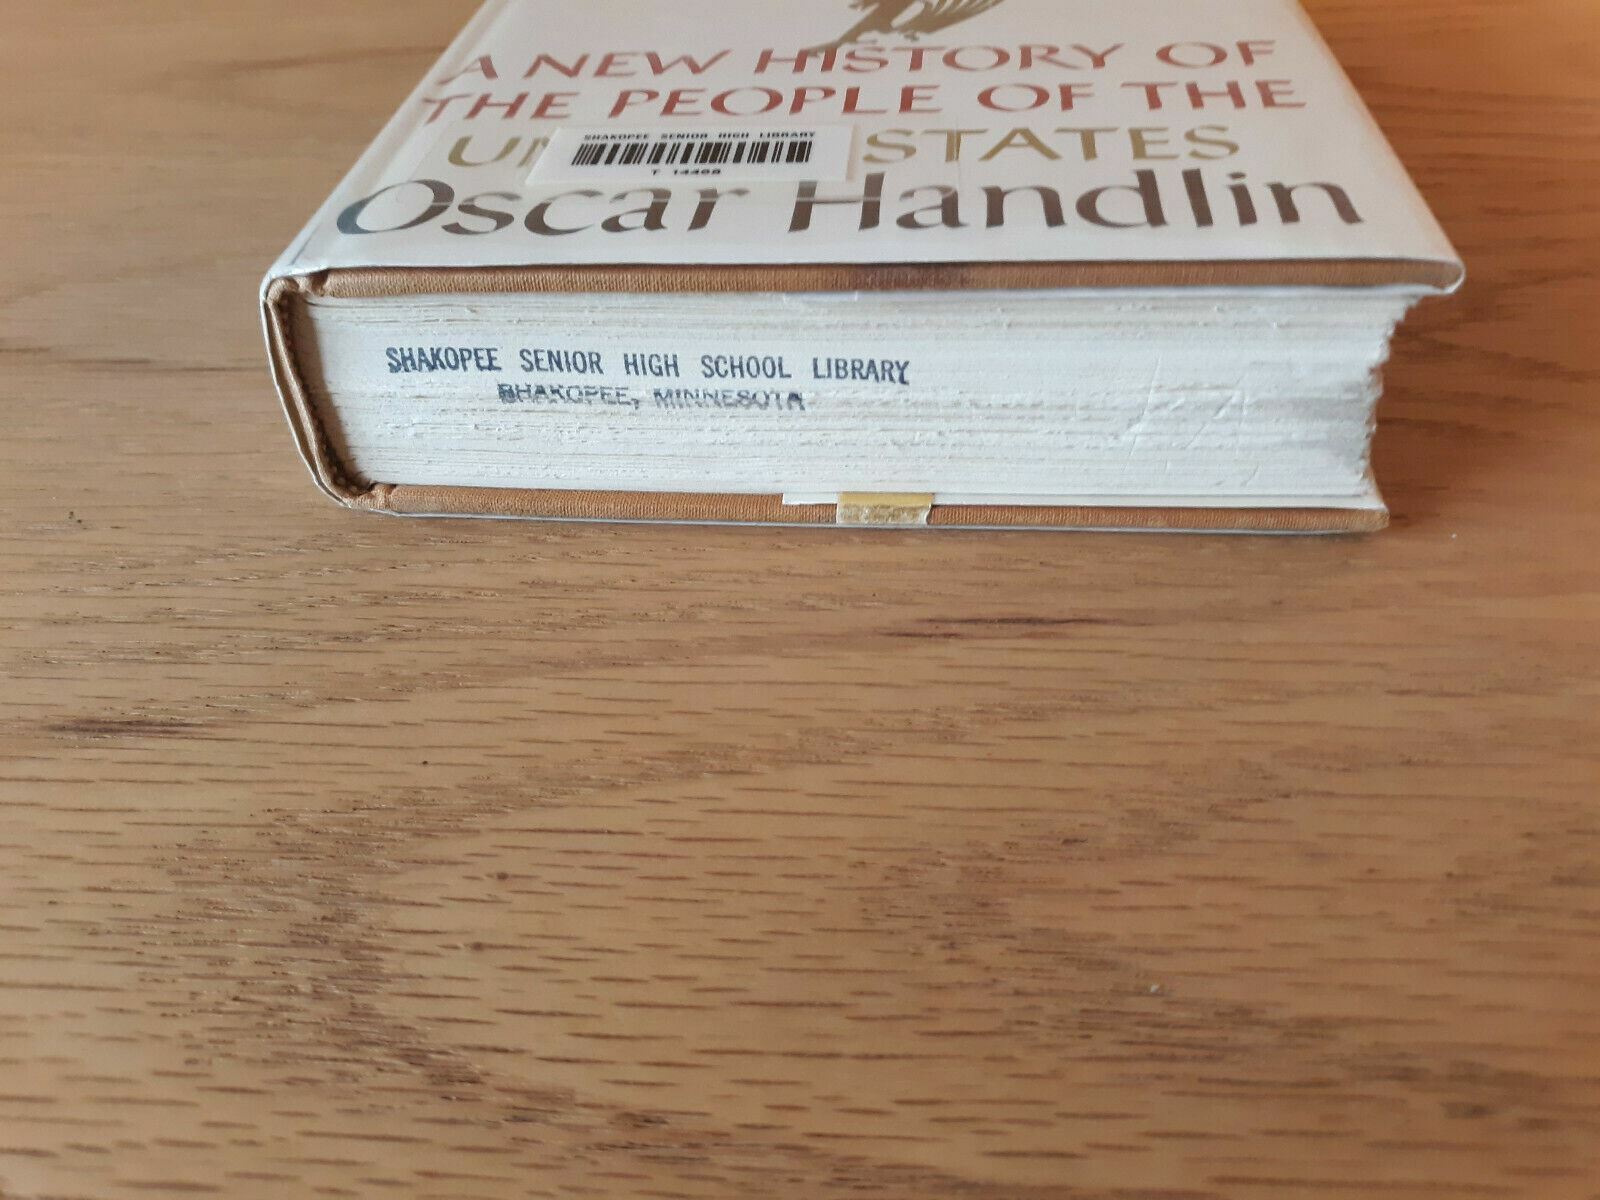 A NEW HISTORY OF
THE PEOPLE OF THE
STATES
SHAKOPEE SENIOR HIGH LIBRARY
T 14468
Oscar Handlin
SHAKOPEE SENIOR HIGH SCHOOL LIBRARY
SHAKOPEE, MINNESOTA